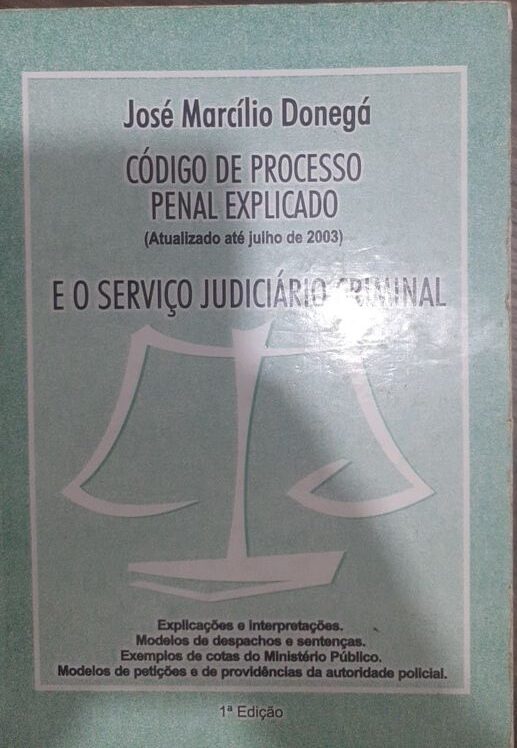 José Marcílio Donegá
CÓDIGO DE PROCESSO
PENAL EXPLICADO
(Atualizado até julho de 2003)
E O SERVIÇO JUDICIÁRIO CRIMINAL
Explicações e interpretações.
Modelos de despachos e sentenças.
Exemplos de cotas do Ministério Público.
Modelos de petições e de providências da autoridade policial.
1ª Edição